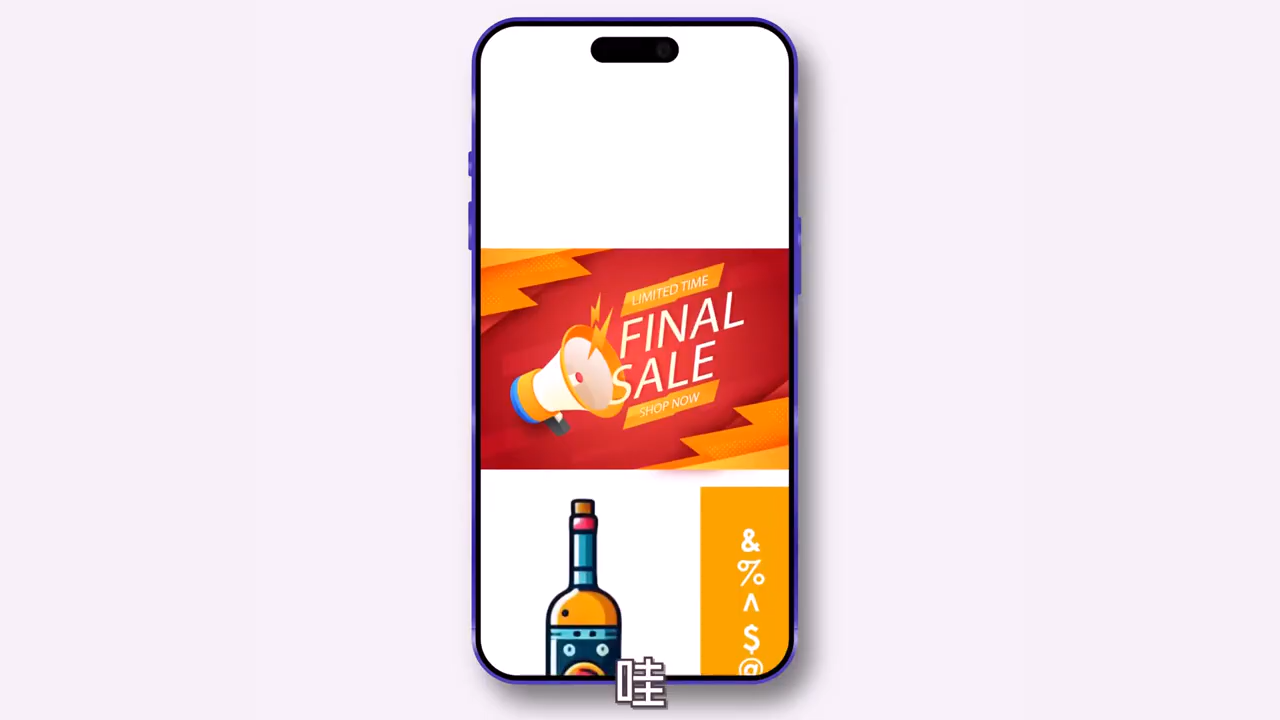 LIMITED TIME
FINAL
SALE
SHOP NOW
&
%
^
$
@
哇